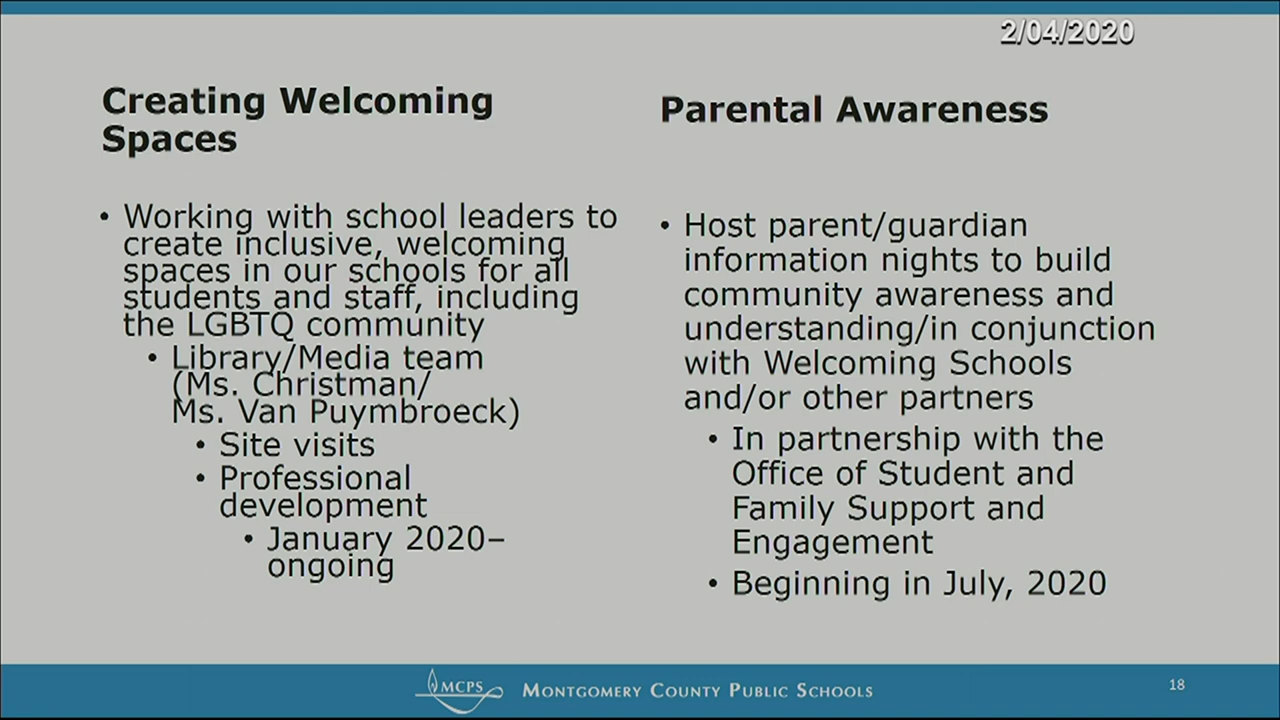 2/04/2020
Creating Welcoming
Spaces
• Working with school leaders to
create inclusive, welcoming
spaces in our schools for all
students and staff, including
the LGBTQ community
• Library/Media team
(Ms. Christman/
Ms. Van Puymbroeck)
• Site visits
• Professional
development
• January 2020–
ongoing
Parental Awareness
• Host parent/guardian
information nights to build
community awareness and
understanding/in conjunction
with Welcoming Schools
and/or other partners
• In partnership with the
Office of Student and
Family Support and
Engagement
• Beginning in July, 2020
MCPS
MONTGOMERY COUNTY PUBLIC SCHOOLS
18